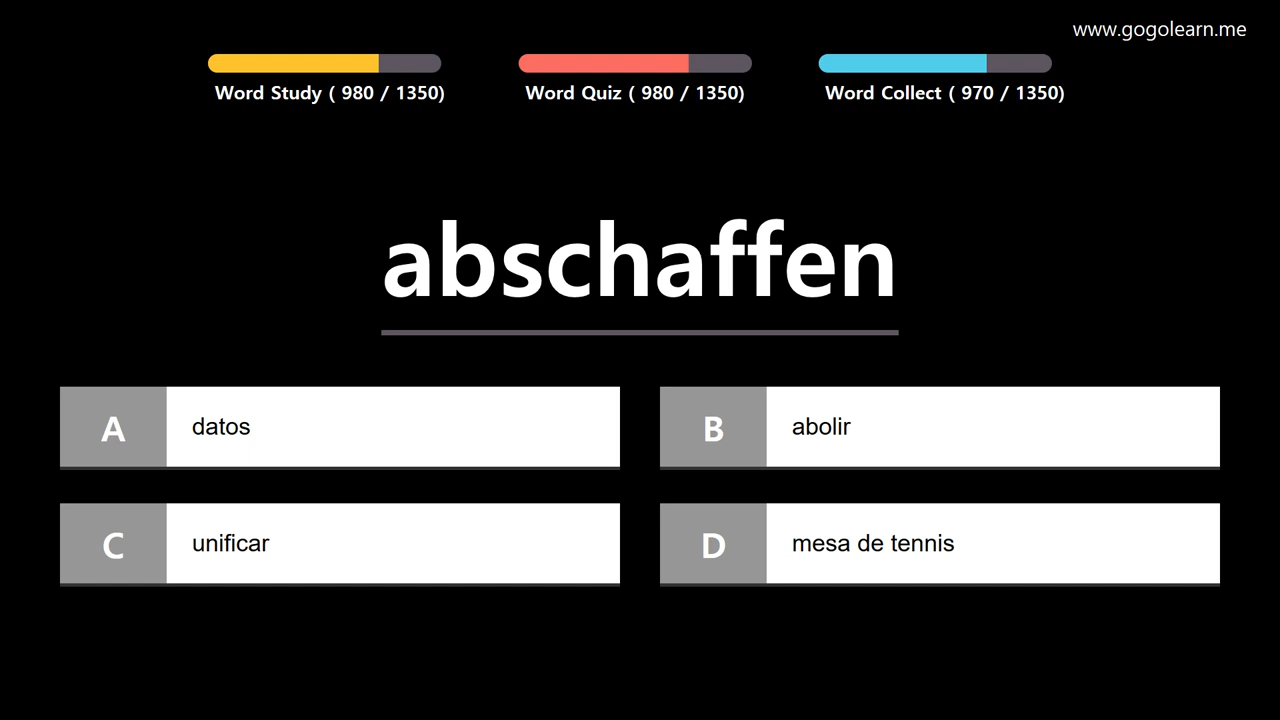 www.gogolearn.me
Word Study ( 980 / 1350)
Word Quiz ( 980 / 1350)
Word Collect ( 970 / 1350)
abschaffen
A
datos
B
abolir
C
unificar
D
mesa de tennis